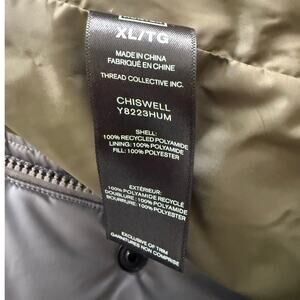 XL/TG
MADE IN CHINA
FABRIQUÉ EN CHINE
THREAD COLLECTIVE INC.
CHISWELL
Y8223HUM
SHELL:
100% RECYCLED POLYAMIDE
LINING: 100% POLYAMIDE
FILL: 100% POLYESTER
EXTÉRIEUR:
100% POLYAMIDE RECYCLÉ
DOUBLURE : 100% POLYAMIDE
BOURRURE : 100% POLYESTER
EXCLUSIVE OF TRIM
GARNITURES NON COMPRISE